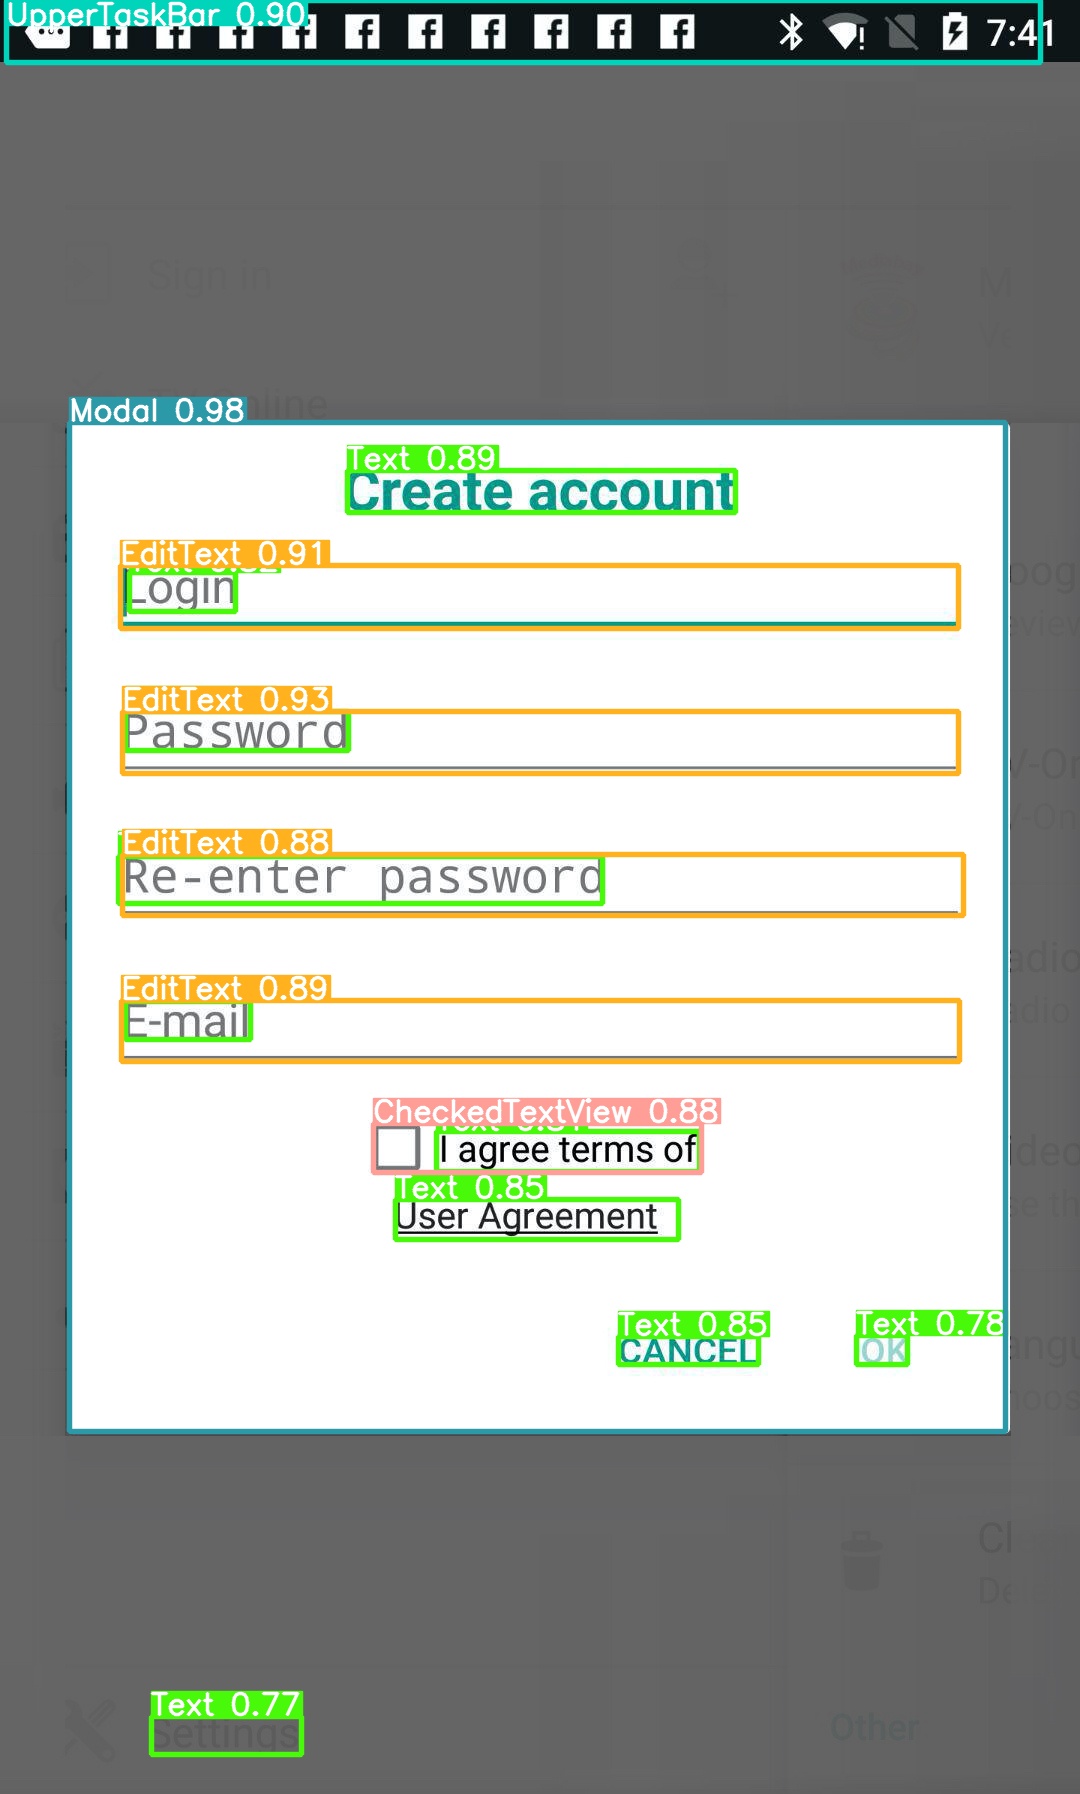 UpperTaskBar 0.90
7:41
Sign in
Modal 0.98
Text 0.89
Create account
EditText 0.91
Login
EditText 0.93
Password
EditText 0.88
Re-enter password
EditText 0.89
E-mail
CheckedTextView 0.88
I agree terms of
Text 0.85
User Agreement
Text 0.85
Text 0.78
CANCEL
OK
Text 0.77
Settings
Other